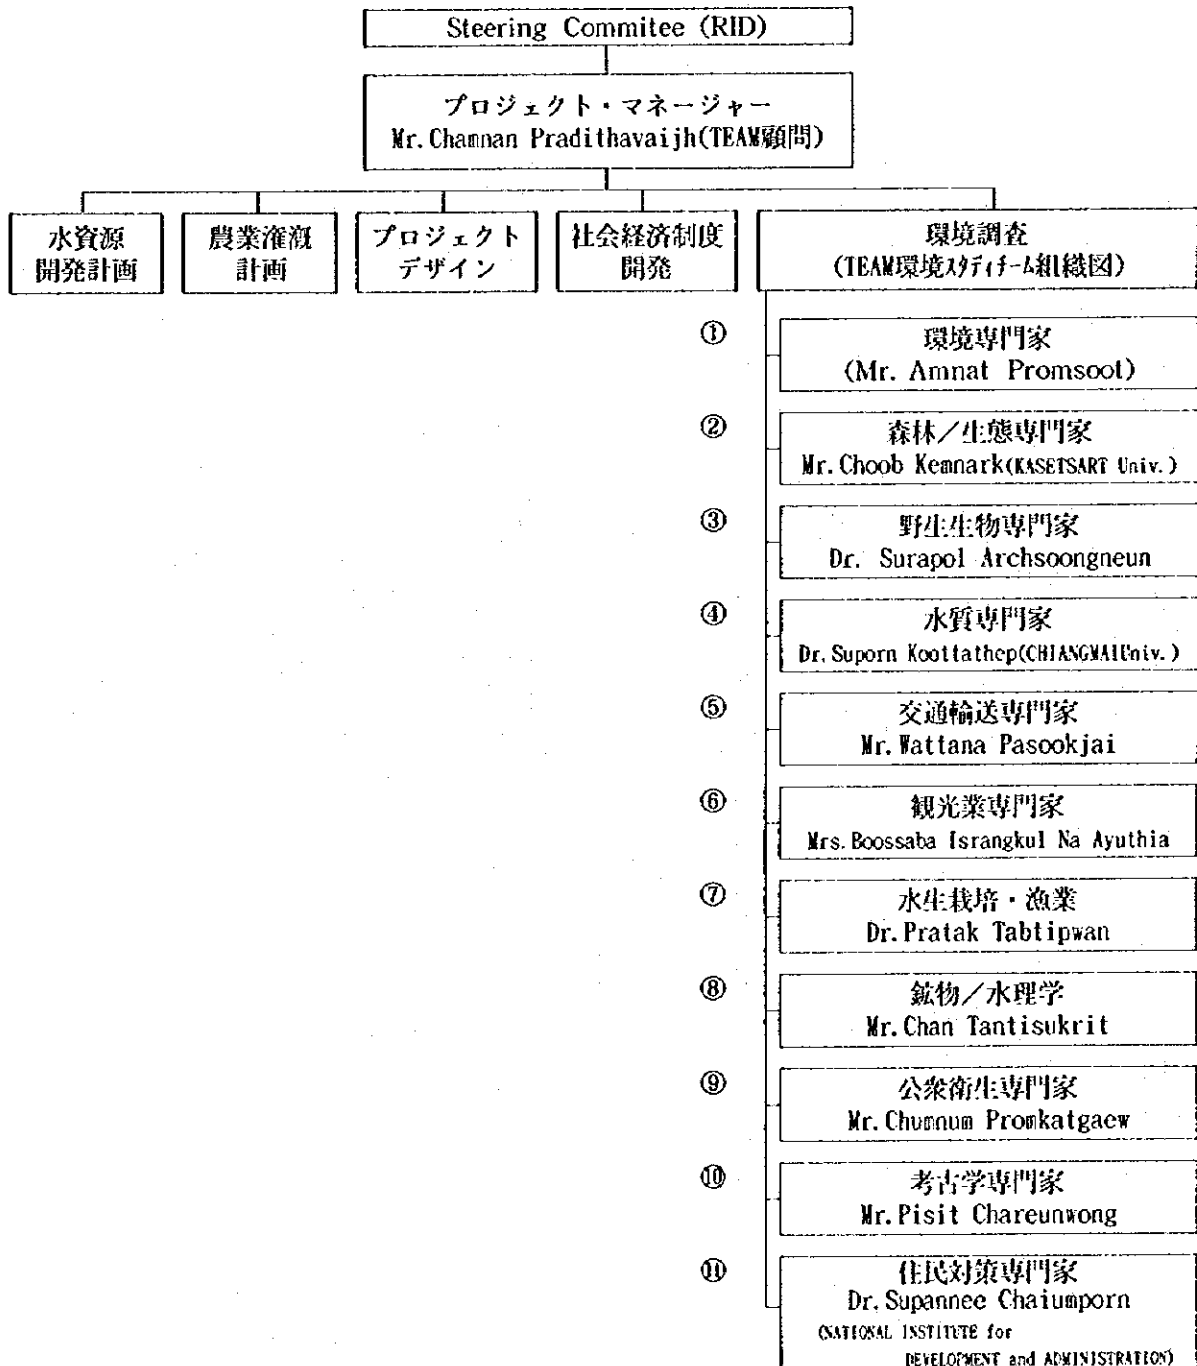 Steering Commitee (RID)
プロジェクト・マネージャー
Mr. Chamnan Pradithavaijh(TEAM顧問)
水資源
開発計画
農業潅漑
計画
プロジェクト
デザイン
社会経済制度
開発
環境調査
(TEAM環境スタディチーム組織図)
①
環境専門家
(Mr. Amnat Promsoot)
②
森林／生態専門家
Mr. Choob Kemnark(KASETSART Univ.)
③
野生生物専門家
Dr. Surapol Archsoongneun
④
水質専門家
Dr. Suporn Koottathep(CHIANGMAIUniv.)
⑤
交通輸送専門家
Mr. Wattana Pasookjai
⑥
観光業専門家
Mrs. Boossaba Israngkul Na Ayuthia
⑦
水生栽培・漁業
Dr. Pratak Tabtipwan
⑧
鉱物／水理学
Mr. Chan Tantisukrit
⑨
公衆衛生専門家
Mr. Chumnum Promkatgaew
⑩
考古学専門家
Mr. Pisit Chareunwong
⑪
住民対策専門家
Dr. Supannee Chaiumporn
(NATIONAL INSTITUTE for
DEVELOPMENT and ADMINISTRATION)